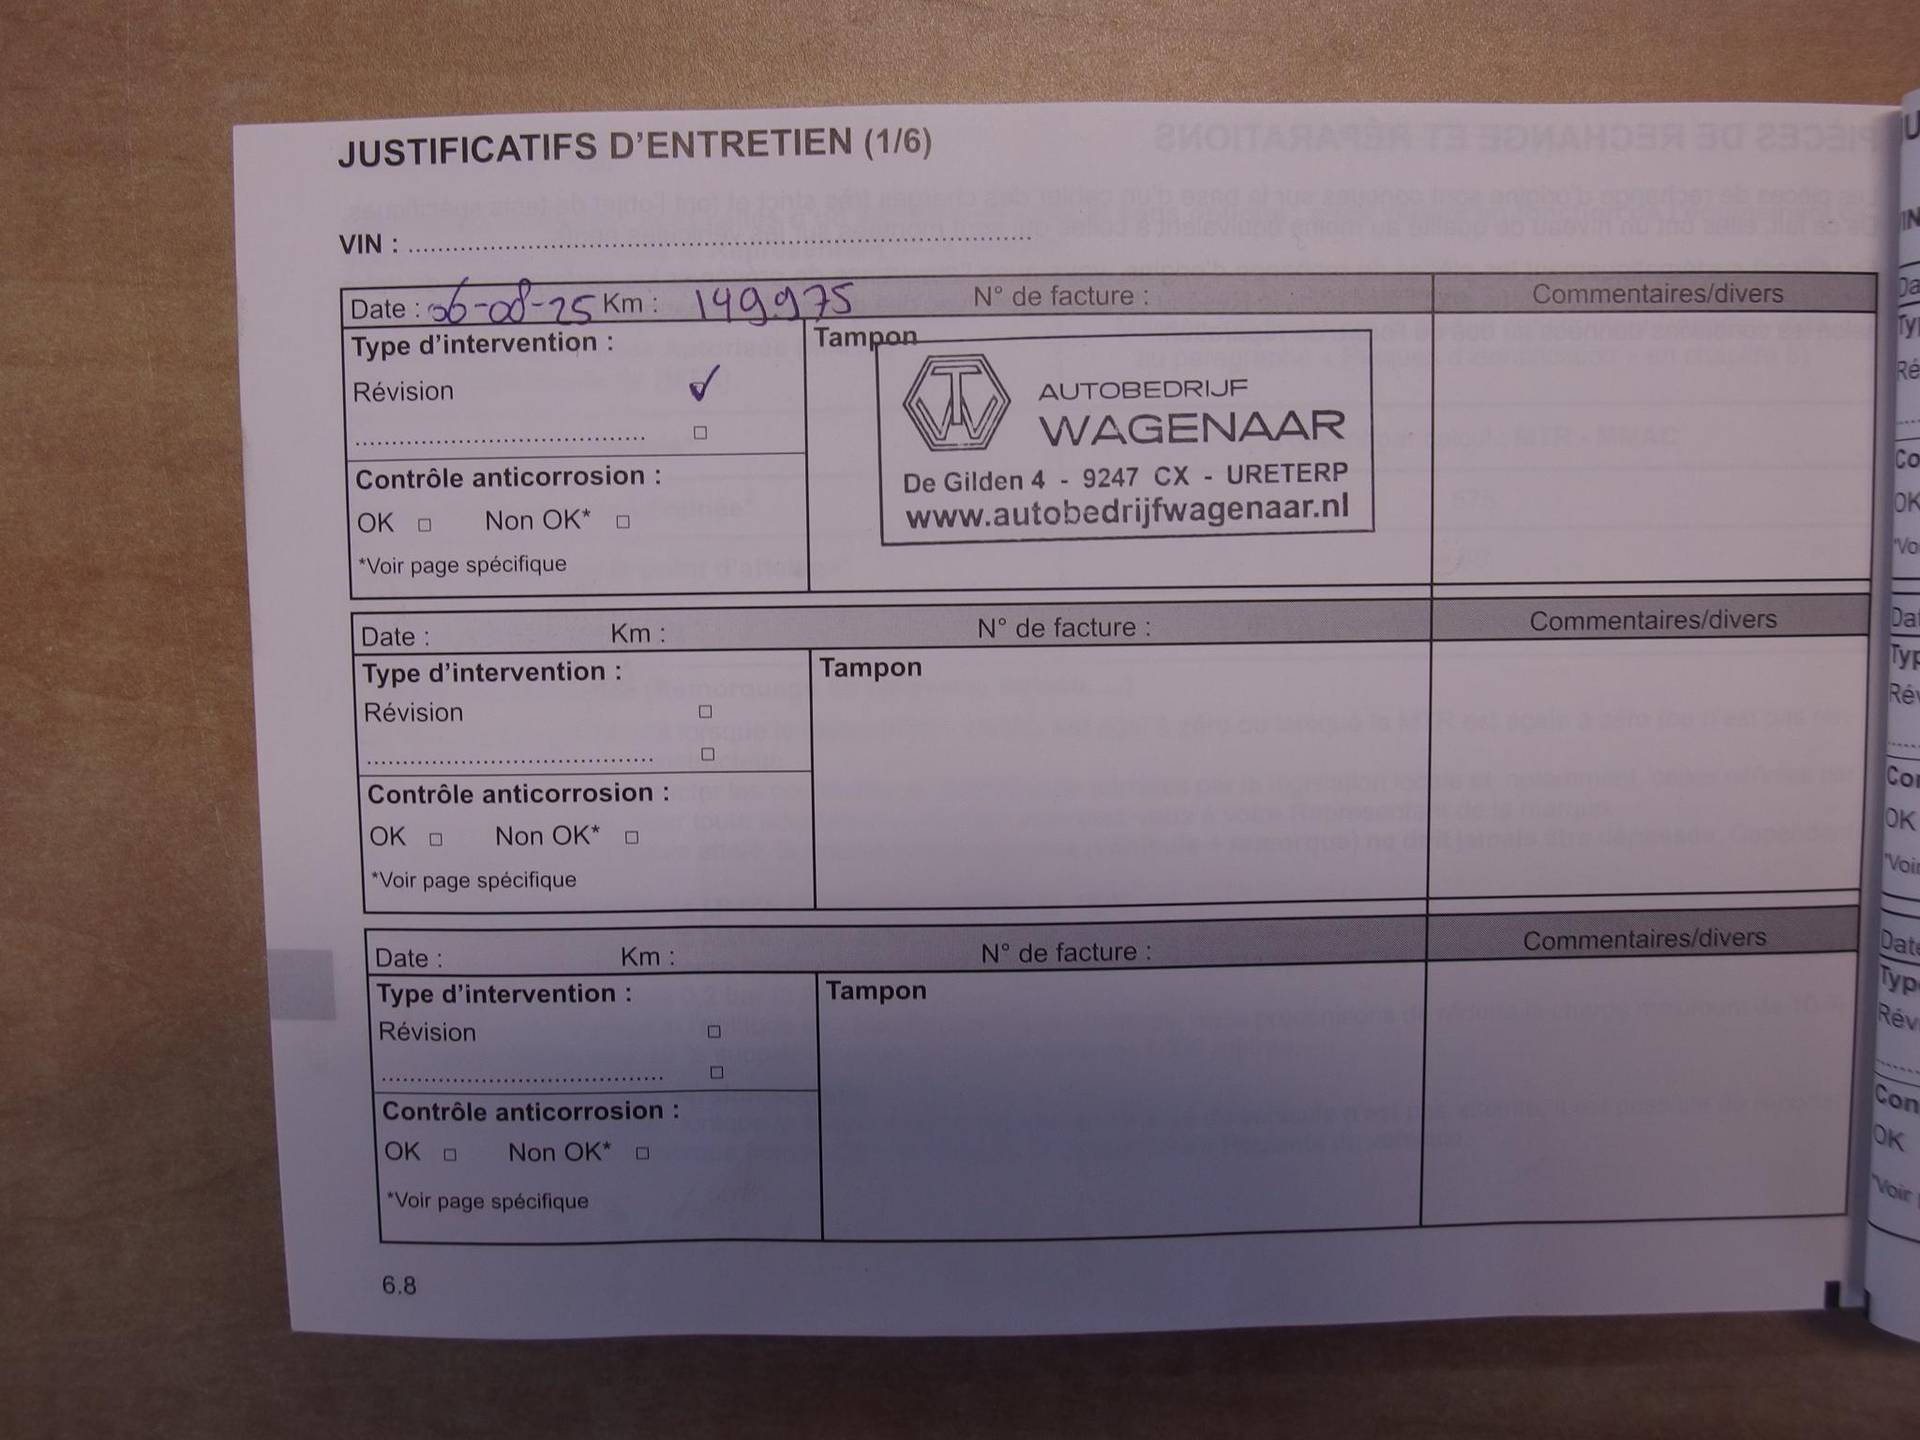 JUSTIFICATIFS D'ENTRETIEN (1/6)
VIN : ..........................................................................................
Date : 06-08-25 Km : 149.975 N° de facture : Commentaires/divers
Type d'intervention : Tampon
Révision ✓
........................................ □
AUTOBEDRIJF
WAGENAAR
De Gilden 4 - 9247 CX - URETERP
www.autobedrijfwagenaar.nl
Contrôle anticorrosion :
OK □ Non OK* □
*Voir page spécifique
Date : Km : N° de facture : Commentaires/divers
Type d'intervention : Tampon
Révision □
........................................ □
Contrôle anticorrosion :
OK □ Non OK* □
*Voir page spécifique
Date : Km : N° de facture : Commentaires/divers
Type d'intervention : Tampon
Révision □
........................................ □
Contrôle anticorrosion :
OK □ Non OK* □
*Voir page spécifique
6.8